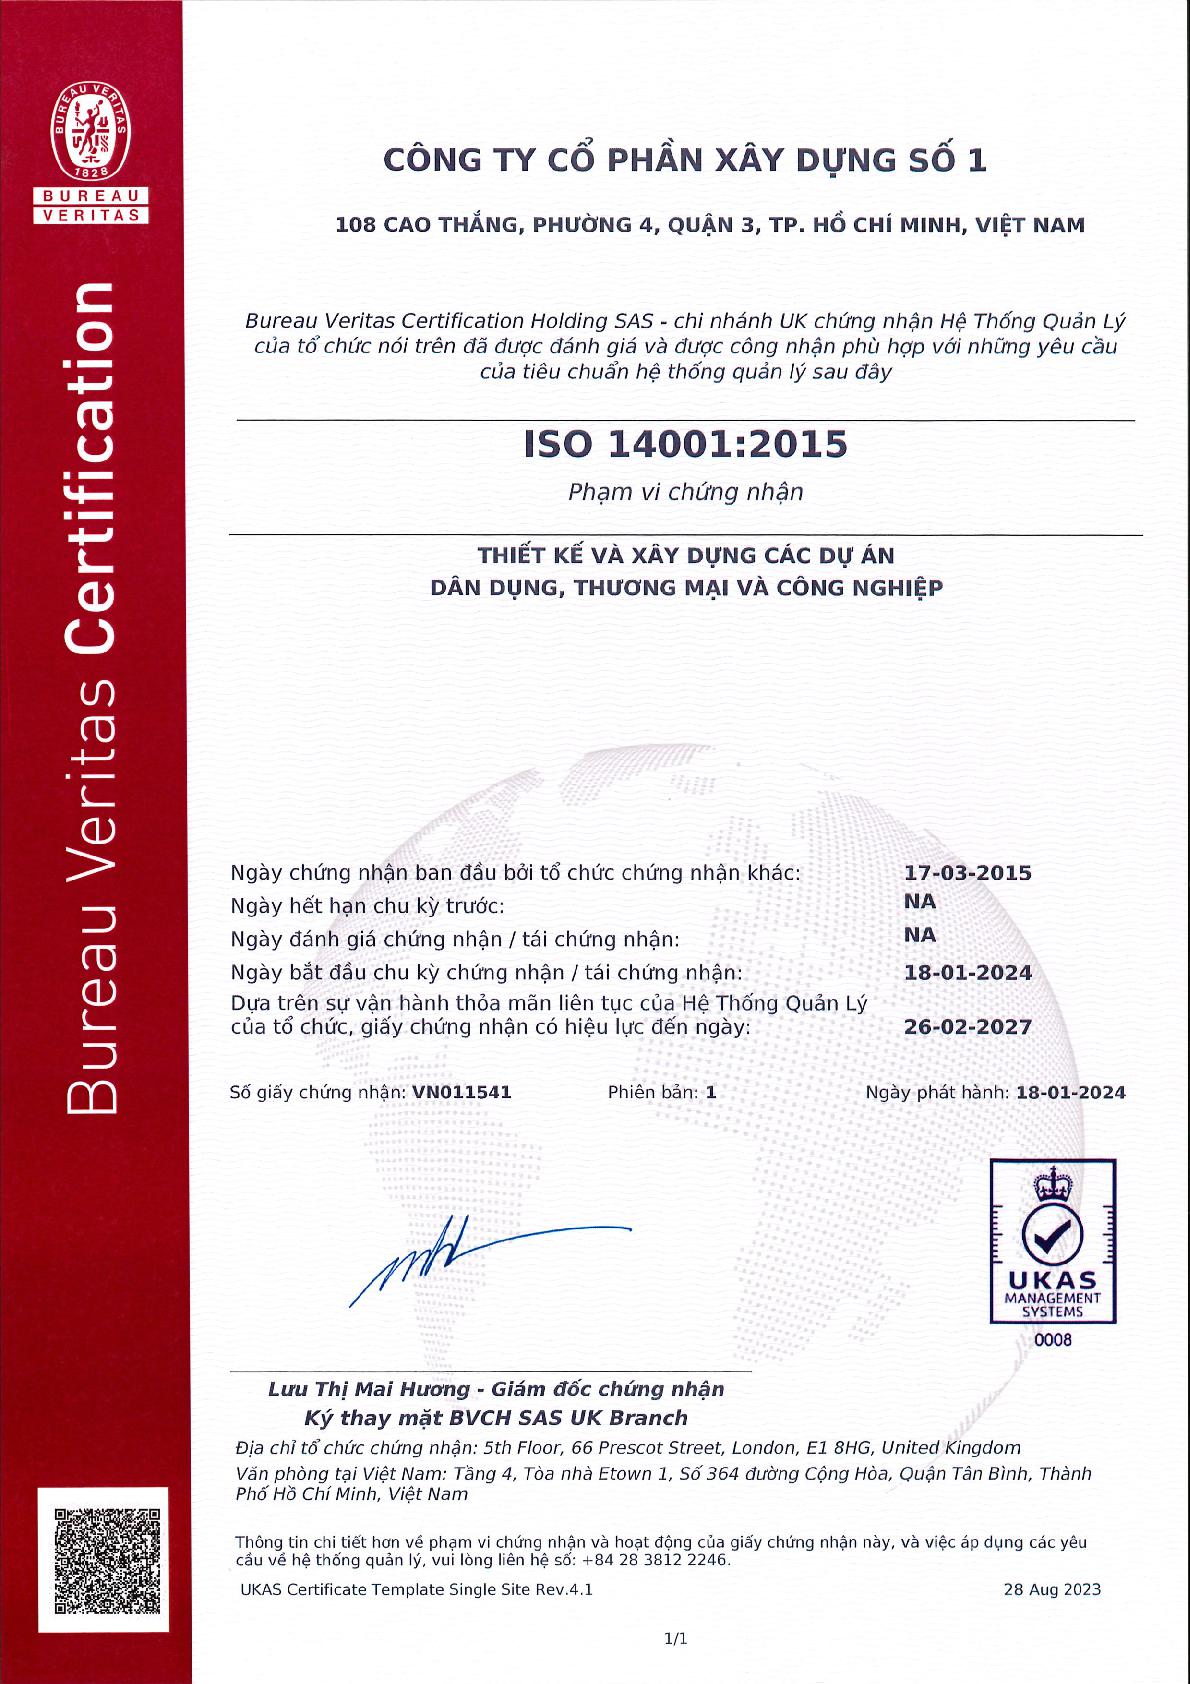 BUREAU VERITAS
1828
BUREAU
VERITAS
Bureau Veritas Certification
CÔNG TY CỔ PHẦN XÂY DỰNG SỐ 1
108 CAO THẮNG, PHƯỜNG 4, QUẬN 3, TP. HỒ CHÍ MINH, VIỆT NAM
Bureau Veritas Certification Holding SAS - chi nhánh UK chứng nhận Hệ Thống Quản Lý
của tổ chức nói trên đã được đánh giá và được công nhận phù hợp với những yêu cầu
của tiêu chuẩn hệ thống quản lý sau đây
ISO 14001:2015
Phạm vi chứng nhận
THIẾT KẾ VÀ XÂY DỰNG CÁC DỰ ÁN
DÂN DỤNG, THƯƠNG MẠI VÀ CÔNG NGHIỆP
Ngày chứng nhận ban đầu bởi tổ chức chứng nhận khác: 17-03-2015
Ngày hết hạn chu kỳ trước: NA
Ngày đánh giá chứng nhận / tái chứng nhận: NA
Ngày bắt đầu chu kỳ chứng nhận / tái chứng nhận: 18-01-2024
Dựa trên sự vận hành thỏa mãn liên tục của Hệ Thống Quản Lý
của tổ chức, giấy chứng nhận có hiệu lực đến ngày: 26-02-2027
Số giấy chứng nhận: VN011541 Phiên bản: 1 Ngày phát hành: 18-01-2024
UKAS
MANAGEMENT
SYSTEMS
0008
Lưu Thị Mai Hương - Giám đốc chứng nhận
Ký thay mặt BVCH SAS UK Branch
Địa chỉ tổ chức chứng nhận: 5th Floor, 66 Prescot Street, London, E1 8HG, United Kingdom
Văn phòng tại Việt Nam: Tầng 4, Tòa nhà Etown 1, Số 364 đường Cộng Hòa, Quận Tân Bình, Thành
Phố Hồ Chí Minh, Việt Nam
Thông tin chi tiết hơn về phạm vi chứng nhận và hoạt động của giấy chứng nhận này, và việc áp dụng các yêu
cầu về hệ thống quản lý, vui lòng liên hệ số: +84 28 3812 2246.
UKAS Certificate Template Single Site Rev.4.1 28 Aug 2023
1/1